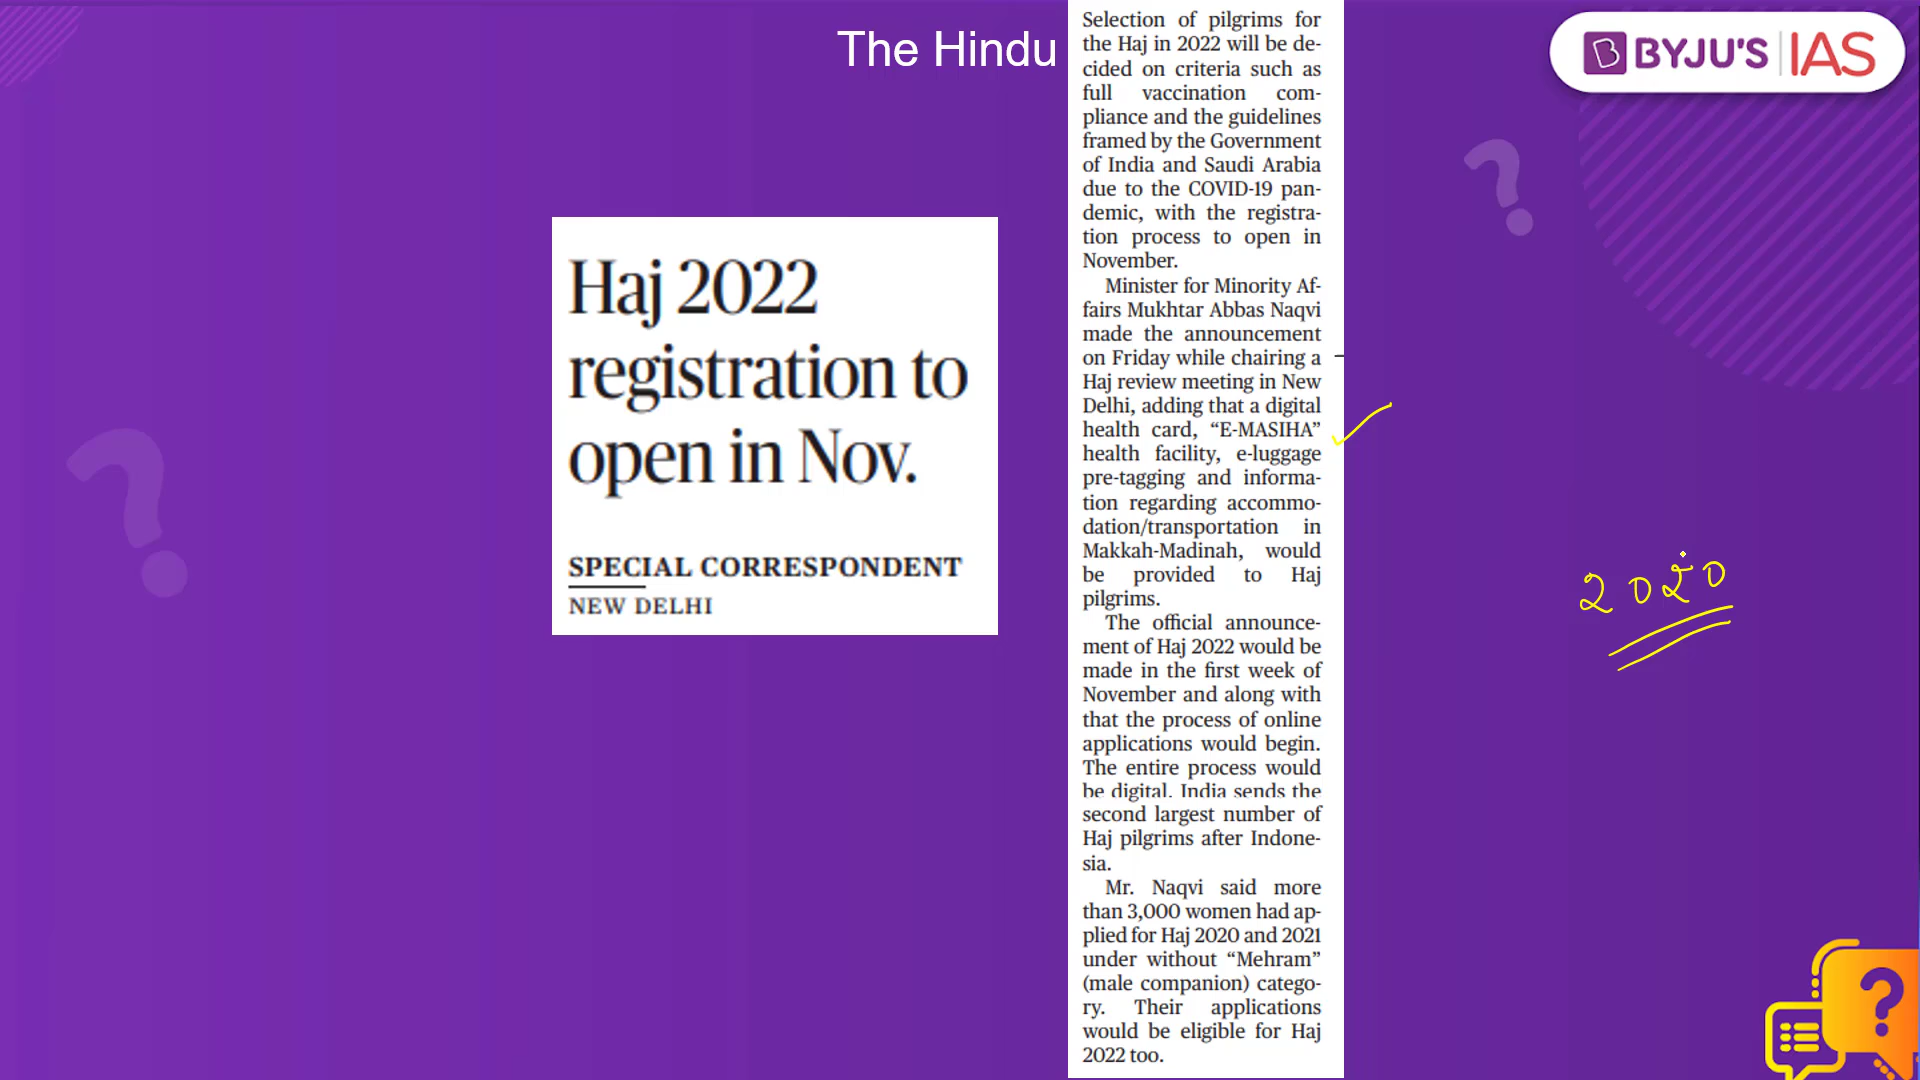 The Hindu
BYJU'S IAS
Haj 2022
registration to
open in Nov.
SPECIAL CORRESPONDENT
NEW DELHI
Selection of pilgrims for
the Haj in 2022 will be de-
cided on criteria such as
full vaccination com-
pliance and the guidelines
framed by the Government
of India and Saudi Arabia
due to the COVID-19 pan-
demic, with the registra-
tion process to open in
November.
Minister for Minority Af-
fairs Mukhtar Abbas Naqvi
made the announcement
on Friday while chairing a
Haj review meeting in New
Delhi, adding that a digital
health card, “E-MASIHA”
health facility, e-luggage
pre-tagging and informa-
tion regarding accommo-
dation/transportation in
Makkah-Madinah, would
be provided to Haj
pilgrims.
The official announce-
ment of Haj 2022 would be
made in the first week of
November and along with
that the process of online
applications would begin.
The entire process would
be digital. India sends the
second largest number of
Haj pilgrims after Indone-
sia.
Mr. Naqvi said more
than 3,000 women had ap-
plied for Haj 2020 and 2021
under without “Mehram”
(male companion) catego-
ry. Their applications
would be eligible for Haj
2022 too.
2020